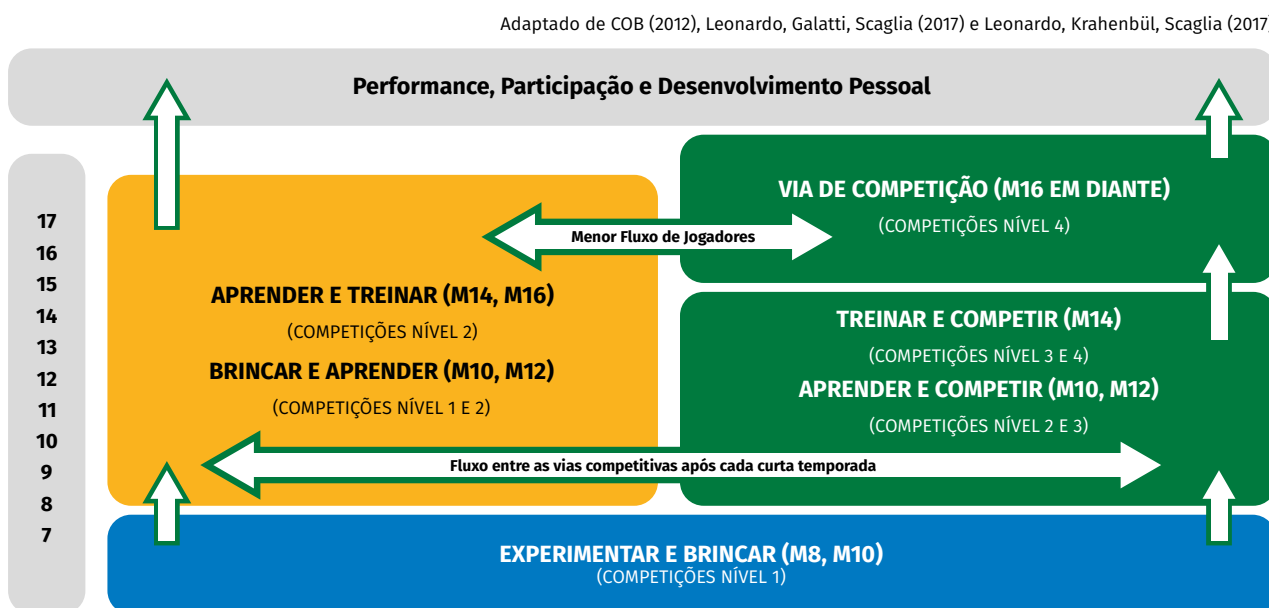 Adaptado de COB (2012), Leonardo, Galatti, Scaglia (2017) e Leonardo, Krahenbül, Scaglia (2017)
Performance, Participação e Desenvolvimento Pessoal
17
16
15
14
13
12
11
10
9
8
7
VIA DE COMPETIÇÃO (M16 EM DIANTE)
(COMPETIÇÕES NÍVEL 4)
Menor Fluxo de Jogadores
APRENDER E TREINAR (M14, M16)
(COMPETIÇÕES NÍVEL 2)
BRINCAR E APRENDER (M10, M12)
(COMPETIÇÕES NÍVEL 1 E 2)
TREINAR E COMPETIR (M14)
(COMPETIÇÕES NÍVEL 3 E 4)
APRENDER E COMPETIR (M10, M12)
(COMPETIÇÕES NÍVEL 2 E 3)
Fluxo entre as vias competitivas após cada curta temporada
EXPERIMENTAR E BRINCAR (M8, M10)
(COMPETIÇÕES NÍVEL 1)